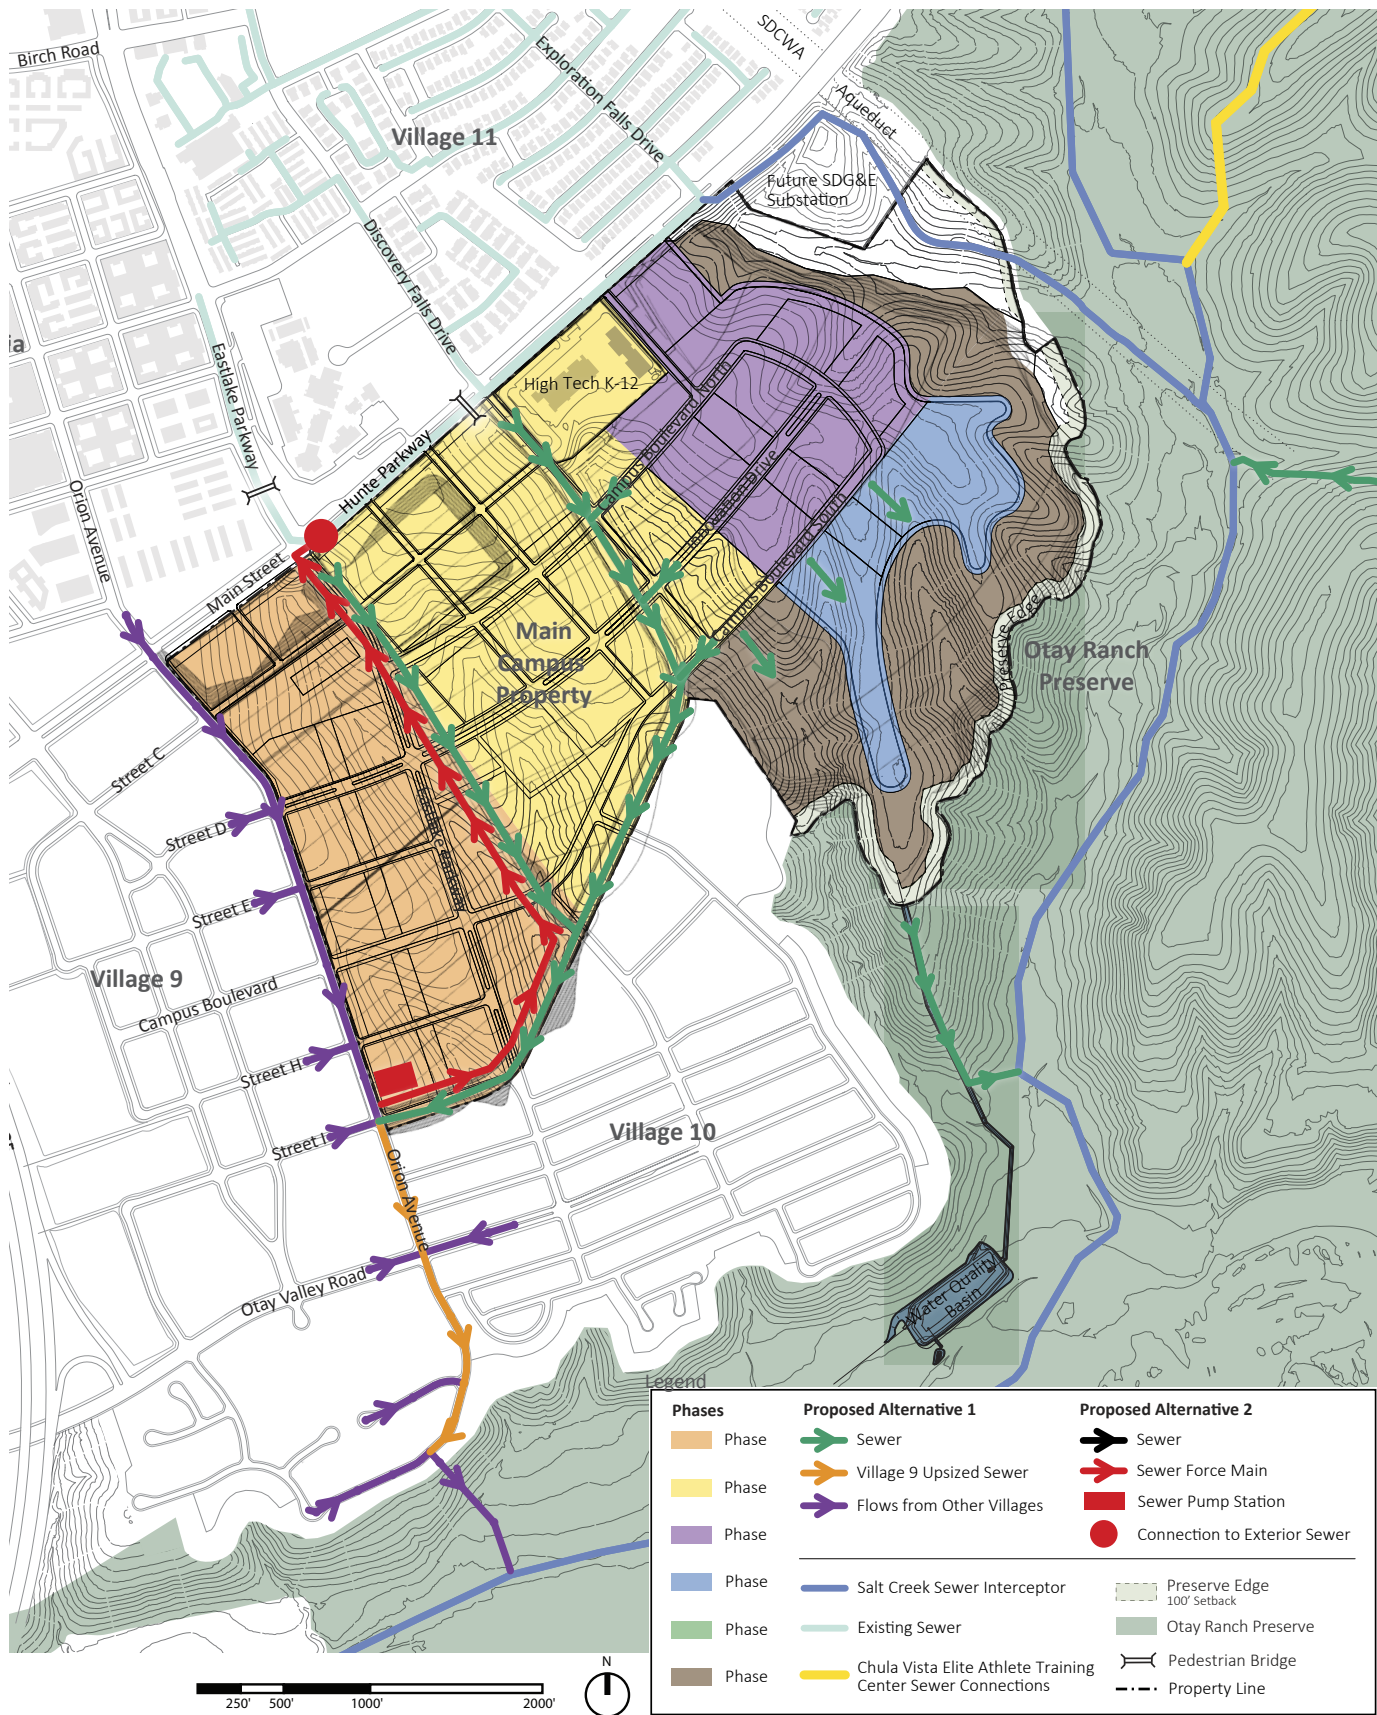 Birch Road
SDCWA
Exploration Falls Drive
Village 11
Aqueduct
Future SDG&E
Substation
Discovery Falls Drive
ia
Eastlake Parkway
High Tech K-12
Campus Boulevard North
Hunte Parkway
Innovation Drive
Orion Avenue
Campus Boulevard South
Main Street
Main
Campus
Property
Preserve Edge
Otay Ranch
Preserve
Street C
Street D
Eastlake Parkway
Street E
Village 9
Campus Boulevard
Street H
Street I
Village 10
Orion Avenue
Otay Valley Road
Water Quality
Basin
Legend
Phases
Phase
Phase
Phase
Phase
Phase
Phase
Proposed Alternative 1
Sewer
Village 9 Upsized Sewer
Flows from Other Villages
Proposed Alternative 2
Sewer
Sewer Force Main
Sewer Pump Station
Connection to Exterior Sewer
Salt Creek Sewer Interceptor
Existing Sewer
Chula Vista Elite Athlete Training
Center Sewer Connections
Preserve Edge
100' Setback
Otay Ranch Preserve
Pedestrian Bridge
Property Line
N
250' 500' 1000' 2000'